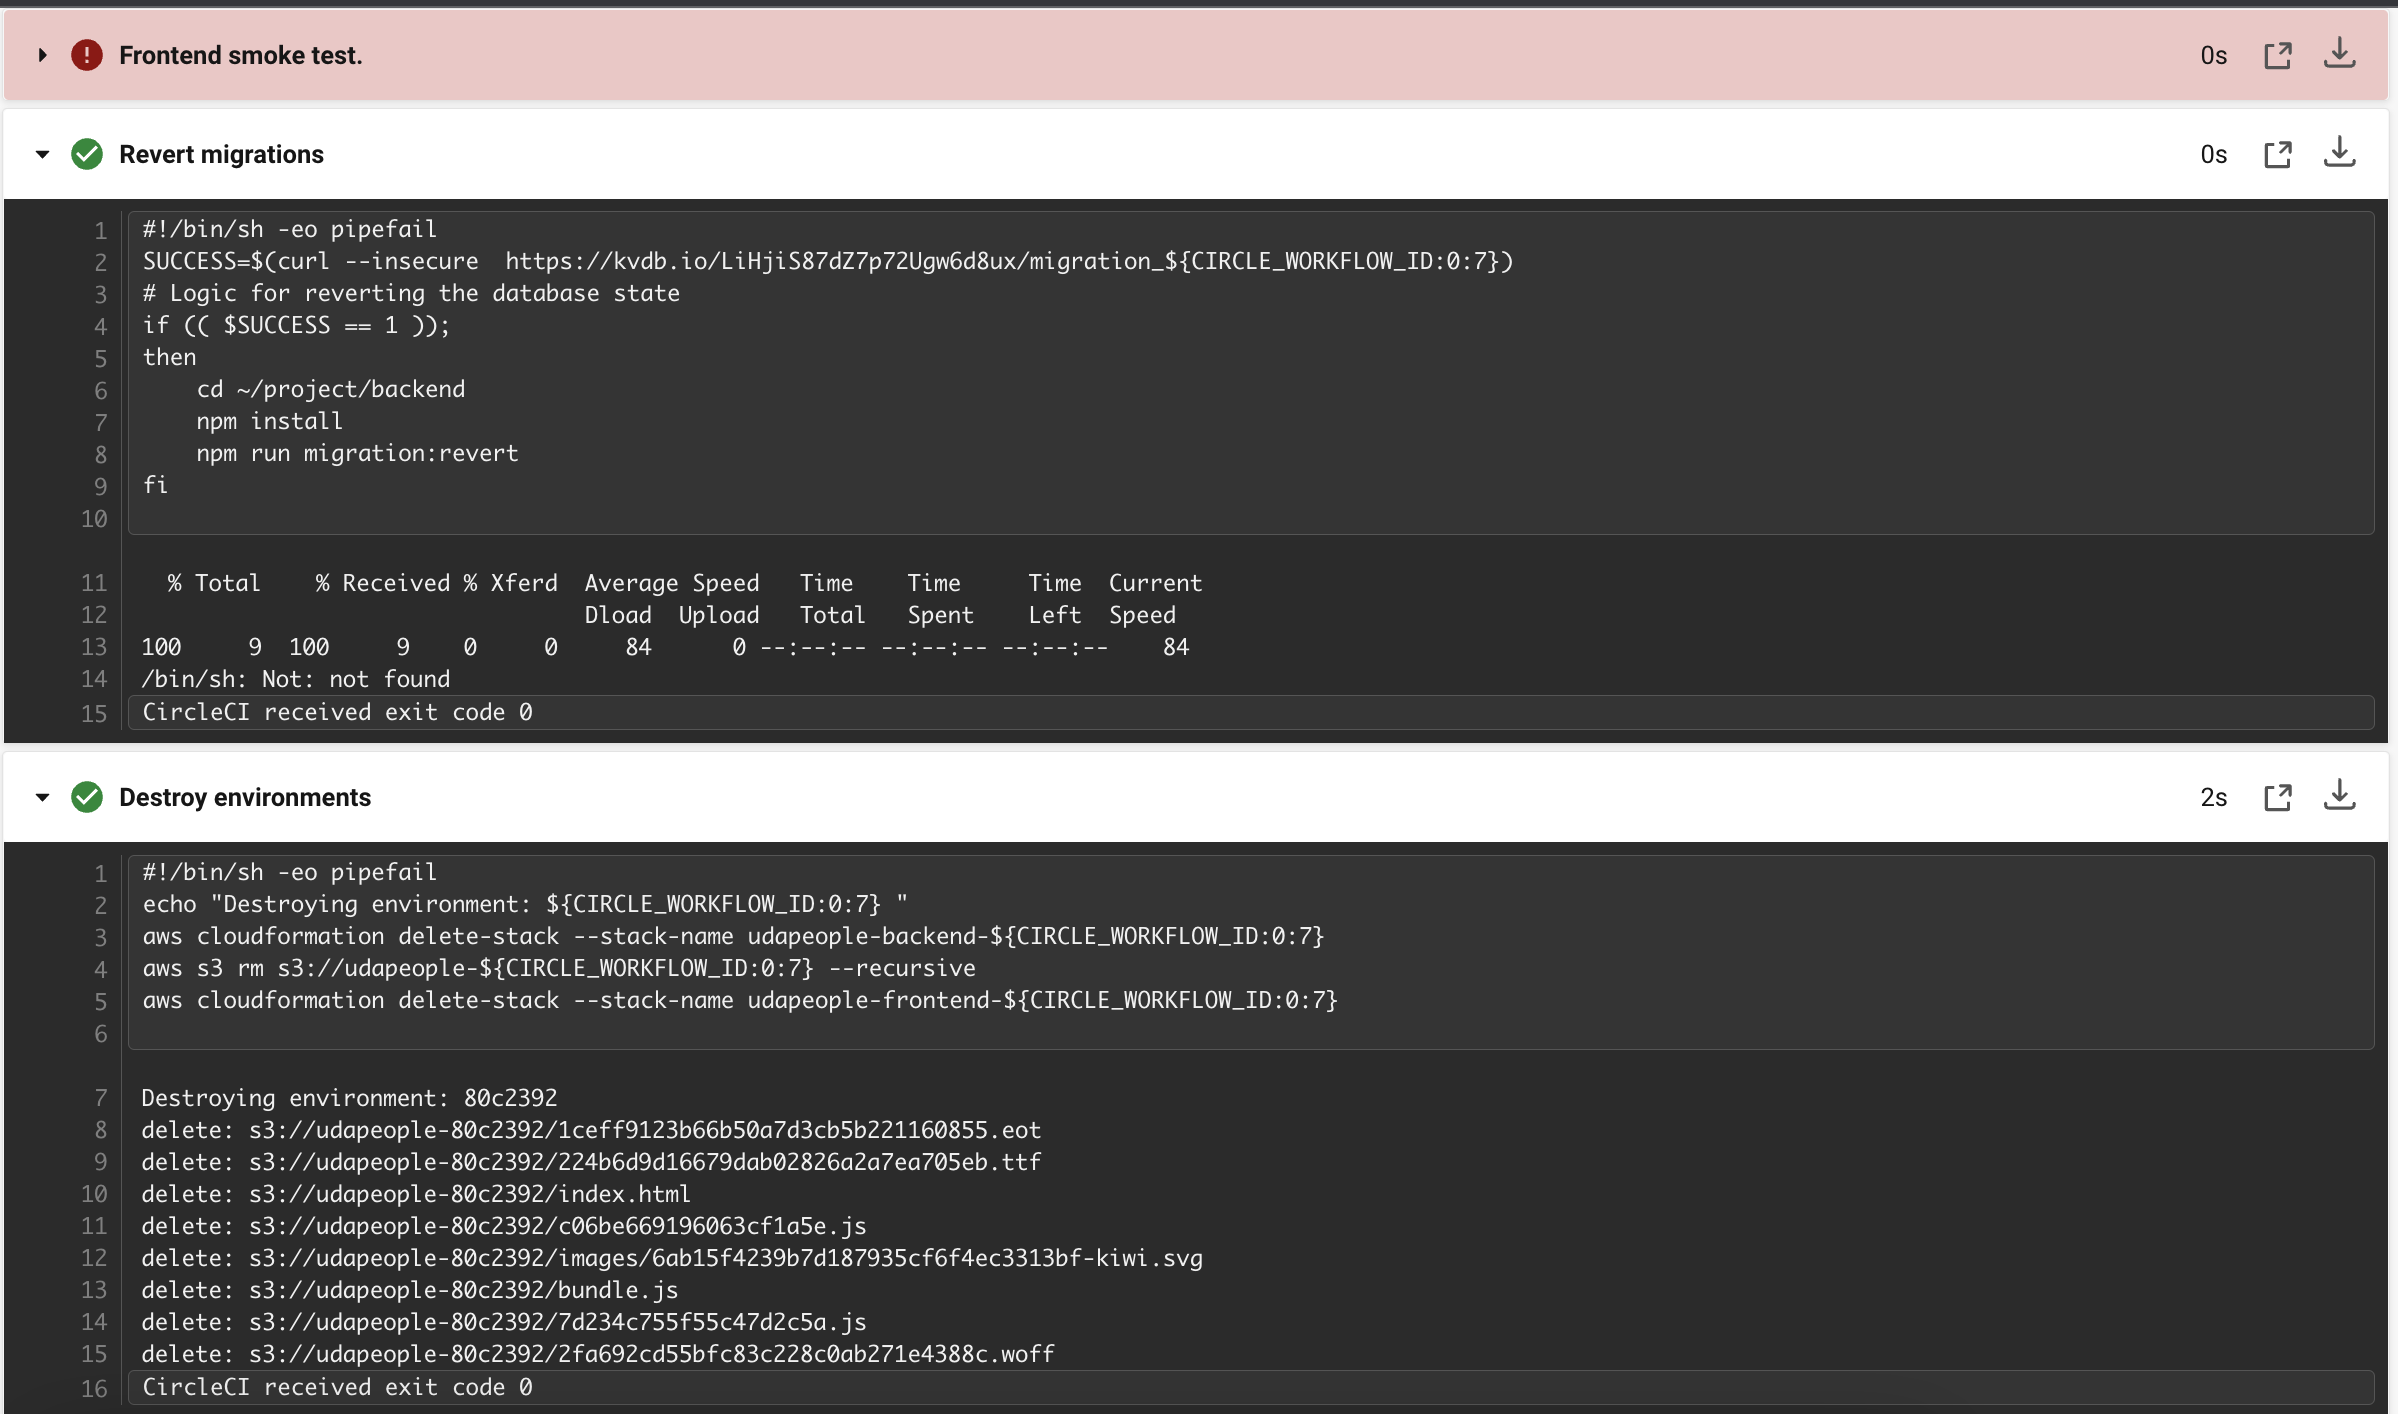 Frontend smoke test. 0s
Revert migrations 0s
1 #!/bin/sh -eo pipefail
2 SUCCESS=$(curl --insecure  https://kvdb.io/LiHjiS87dZ7p72Ugw6d8ux/migration_${CIRCLE_WORKFLOW_ID:0:7})
3 # Logic for reverting the database state
4 if (( $SUCCESS == 1 ));
5 then
6     cd ~/project/backend
7     npm install
8     npm run migration:revert
9 fi
10
11   % Total    % Received % Xferd  Average Speed   Time    Time     Time  Current
12                                  Dload  Upload   Total   Spent    Left  Speed
13 100     9  100     9    0     0     84      0 --:--:-- --:--:-- --:--:--    84
14 /bin/sh: Not: not found
15 CircleCI received exit code 0
Destroy environments 2s
1 #!/bin/sh -eo pipefail
2 echo "Destroying environment: ${CIRCLE_WORKFLOW_ID:0:7} "
3 aws cloudformation delete-stack --stack-name udapeople-backend-${CIRCLE_WORKFLOW_ID:0:7}
4 aws s3 rm s3://udapeople-${CIRCLE_WORKFLOW_ID:0:7} --recursive
5 aws cloudformation delete-stack --stack-name udapeople-frontend-${CIRCLE_WORKFLOW_ID:0:7}
6
7 Destroying environment: 80c2392
8 delete: s3://udapeople-80c2392/1ceff9123b66b50a7d3cb5b221160855.eot
9 delete: s3://udapeople-80c2392/224b6d9d16679dab02826a2a7ea705eb.ttf
10 delete: s3://udapeople-80c2392/index.html
11 delete: s3://udapeople-80c2392/c06be669196063cf1a5e.js
12 delete: s3://udapeople-80c2392/images/6ab15f4239b7d187935cf6f4ec3313bf-kiwi.svg
13 delete: s3://udapeople-80c2392/bundle.js
14 delete: s3://udapeople-80c2392/7d234c755f55c47d2c5a.js
15 delete: s3://udapeople-80c2392/2fa692cd55bfc83c228c0ab271e4388c.woff
16 CircleCI received exit code 0